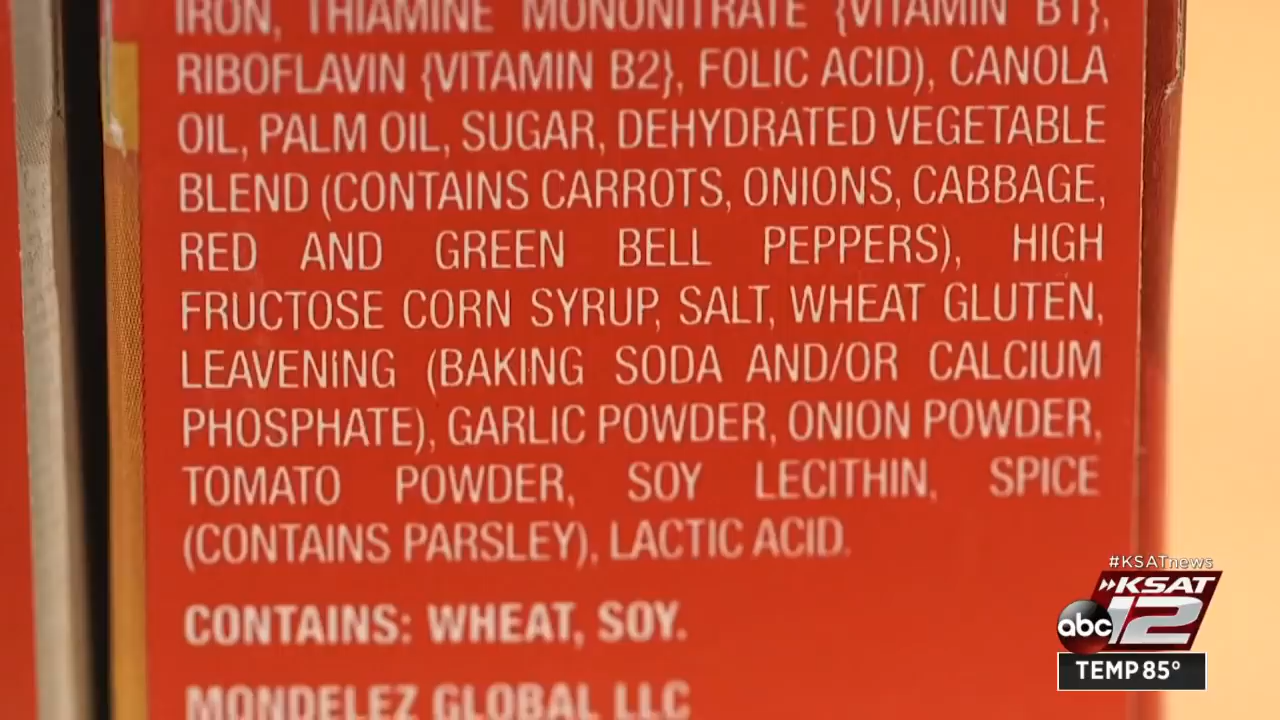 IRON, THIAMINE MONONITRATE {VITAMIN B1},
RIBOFLAVIN {VITAMIN B2}, FOLIC ACID), CANOLA
OIL, PALM OIL, SUGAR, DEHYDRATED VEGETABLE
BLEND (CONTAINS CARROTS, ONIONS, CABBAGE,
RED AND GREEN BELL PEPPERS), HIGH
FRUCTOSE CORN SYRUP, SALT, WHEAT GLUTEN,
LEAVENING (BAKING SODA AND/OR CALCIUM
PHOSPHATE), GARLIC POWDER, ONION POWDER,
TOMATO POWDER, SOY LECITHIN, SPICE
(CONTAINS PARSLEY), LACTIC ACID.
CONTAINS: WHEAT, SOY.
MONDELEZ GLOBAL LLC
#KSATnews
KSAT
abc 12
TEMP 85°